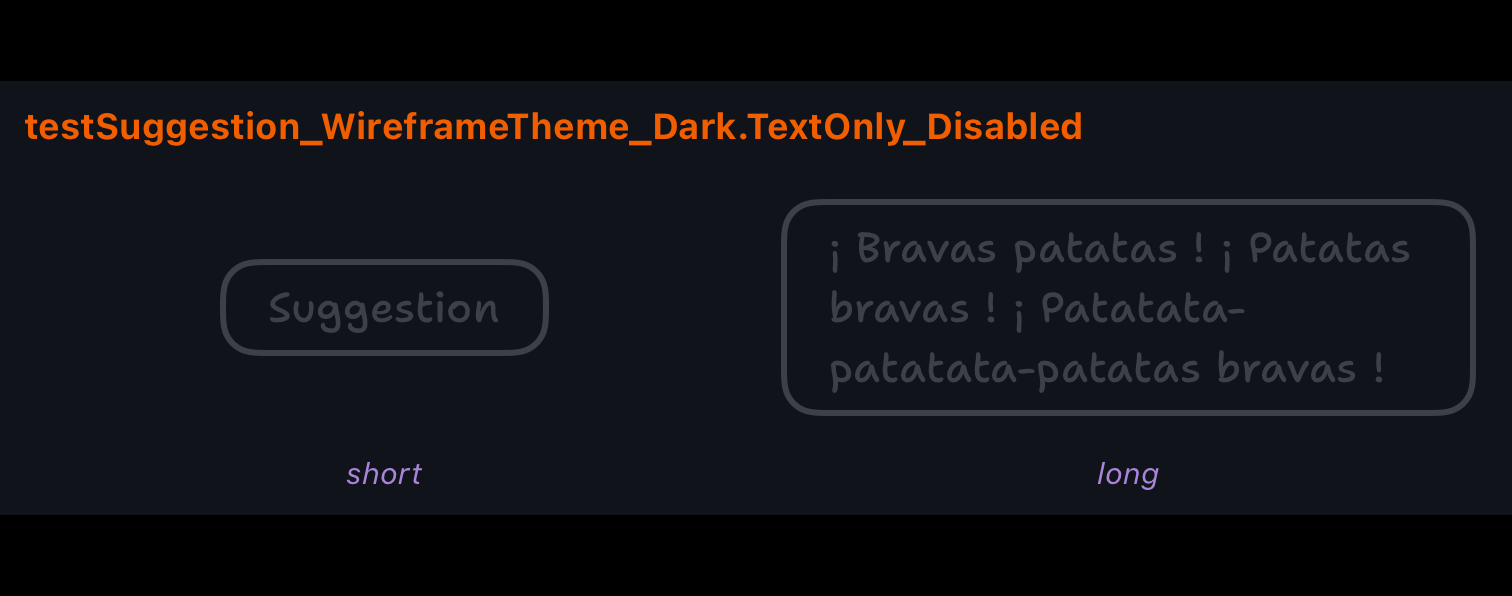 testSuggestion_WireframeTheme_Dark.TextOnly_Disabled
Suggestion
¡ Bravas patatas ! ¡ Patatas
bravas ! ¡ Patatata-
patatata-patatas bravas !
short
long